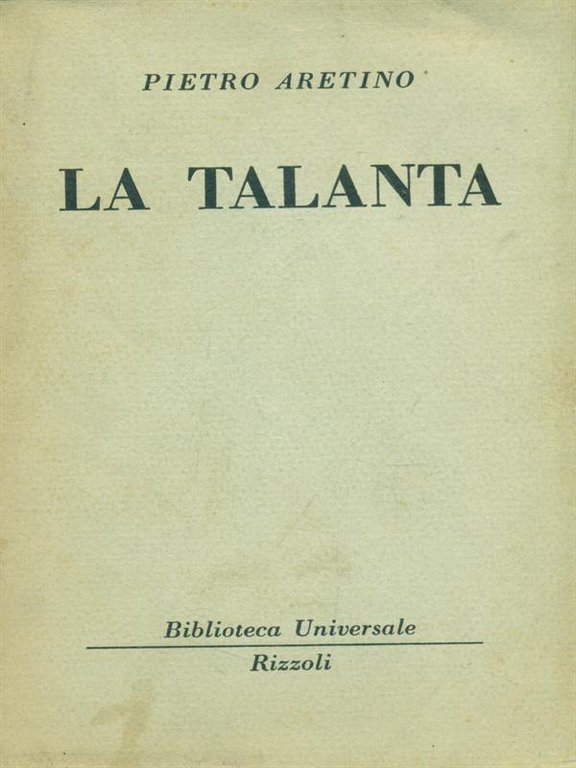 PIETRO ARETINO
LA TALANTA
Biblioteca Universale
Rizzoli